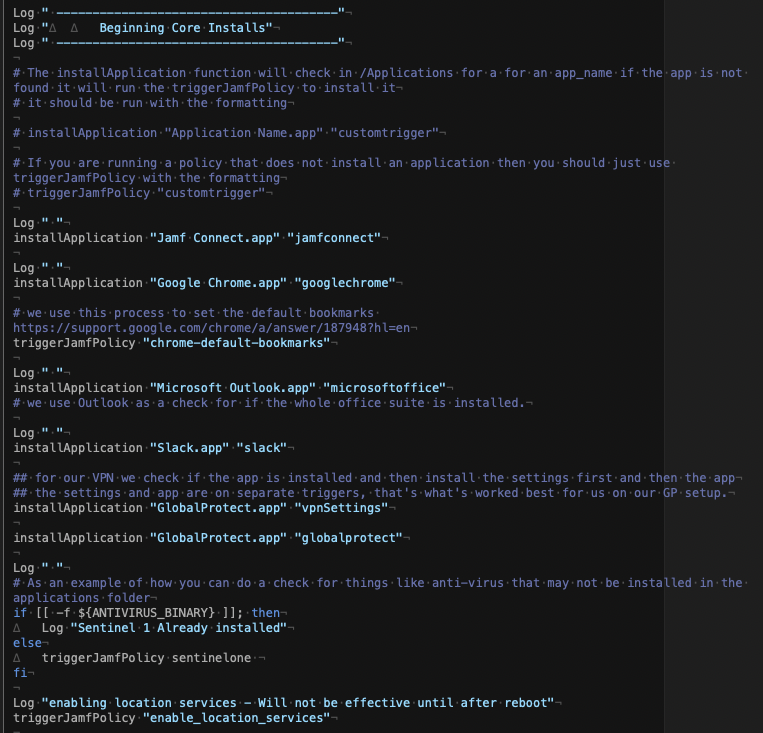 Log "·---------------------------------------"¬
Log "∆  ∆   Beginning Core Installs"¬
Log "·---------------------------------------"¬
¬
#·The·installApplication·function·will·check·in·/Applications·for·a·for·an·app_name·if·the·app·is·not·
found·it·will·run·the·triggerJamfPolicy·to·install·it¬
#·it·should·be·run·with·the·formatting¬
¬
#·installApplication·"Application·Name.app"·"customtrigger"¬
¬
#·If·you·are·running·a·policy·that·does·not·install·an·application·then·you·should·just·use·
triggerJamfPolicy·with·the·formatting¬
#·triggerJamfPolicy·"customtrigger"¬
¬
Log·"·"¬
installApplication·"Jamf·Connect.app"·"jamfconnect"¬
¬
Log·"·"¬
installApplication·"Google·Chrome.app"·"googlechrome"¬
¬
#·we·use·this·process·to·set·the·default·bookmarks·
https://support.google.com/chrome/a/answer/187948?hl=en¬
triggerJamfPolicy·"chrome-default-bookmarks"¬
¬
Log·"·"¬
installApplication·"Microsoft·Outlook.app"·"microsoftoffice"¬
#·we·use·Outlook·as·a·check·for·if·the·whole·office·suite·is·installed.¬
¬
Log·"·"¬
installApplication·"Slack.app"·"slack"¬
¬
##·for·our·VPN·we·check·if·the·app·is·installed·and·then·install·the·settings·first·and·then·the·app¬
##·the·settings·and·app·are·on·separate·triggers,·that's·what's·worked·best·for·us·on·our·GP·setup.¬
installApplication·"GlobalProtect.app"·"vpnSettings"¬
¬
installApplication·"GlobalProtect.app"·"globalprotect"¬
¬
Log·"·"¬
#·As·an·example·of·how·you·can·do·a·check·for·things·like·anti-virus·that·may·not·be·installed·in·the·
applications·folder¬
if·[[·-f·${ANTIVIRUS_BINARY}·]];·then¬
∆   Log·"Sentinel·1·Already·installed"¬
else¬
∆   triggerJamfPolicy·sentinelone·¬
fi¬
¬
Log·"enabling·location·services·-·Will·not·be·effective·until·after·reboot"¬
triggerJamfPolicy·"enable_location_services"¬
¬